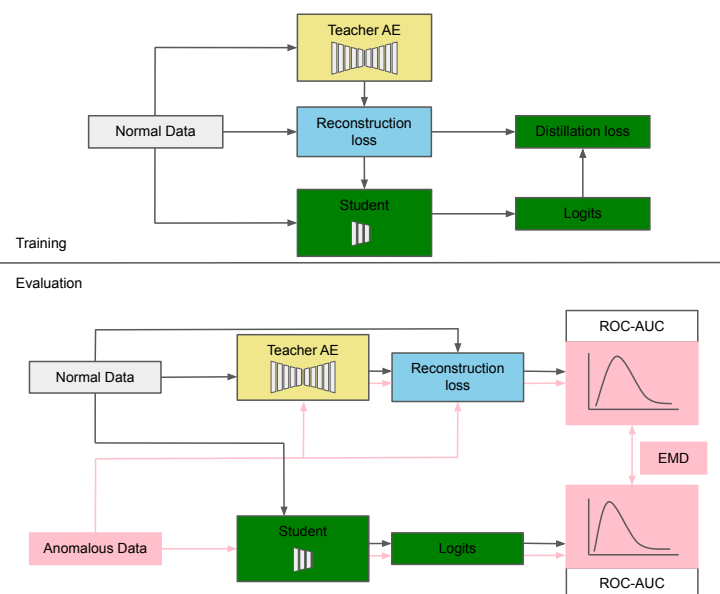 Teacher AE
Normal Data
Reconstruction
loss
Distillation loss
Student
Logits
Training
Evaluation
ROC-AUC
Teacher AE
Normal Data
Reconstruction
loss
EMD
Anomalous Data
Student
Logits
ROC-AUC